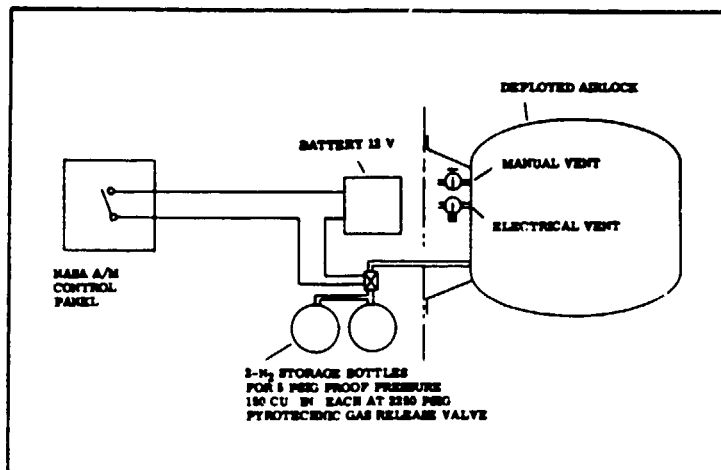 DEPLOYED AIRLOCK
BATTERY 12 V
MANUAL VENT
ELECTRICAL VENT
NASA A/M
CONTROL
PANEL
2-N2 STORAGE BOTTLES
FOR 5 PSIG PROOF PRESSURE
CU IN EACH AT PSIG
PYROTECHNIC GAS RELEASE VALVE